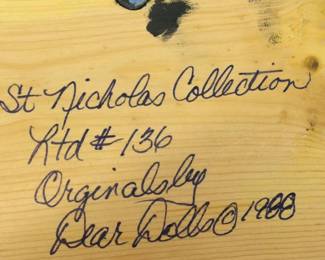 St Nicholas Collection
Ltd # 136
Orginals by
Dear Dolls © 1988